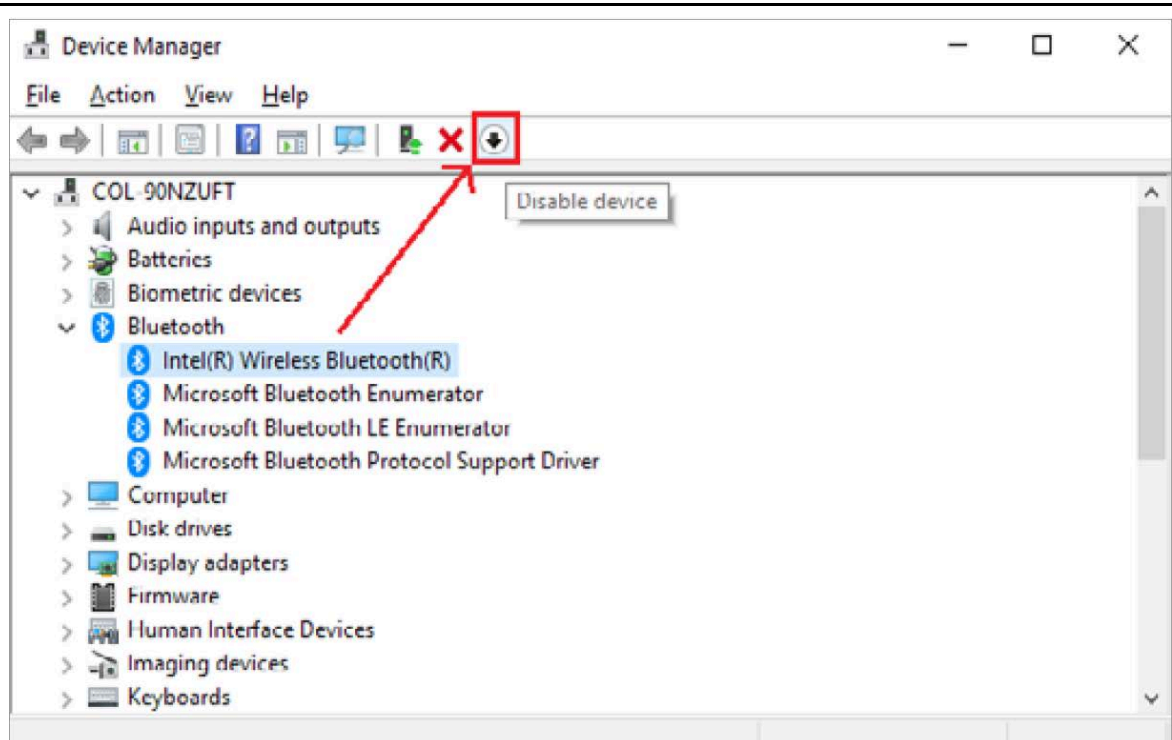 Device Manager
File Action View Help
COL-90NZUFT
Disable device
Audio inputs and outputs
Batteries
Biometric devices
Bluetooth
Intel(R) Wireless Bluetooth(R)
Microsoft Bluetooth Enumerator
Microsoft Bluetooth LE Enumerator
Microsoft Bluetooth Protocol Support Driver
Computer
Disk drives
Display adapters
Firmware
Human Interface Devices
Imaging devices
Keyboards